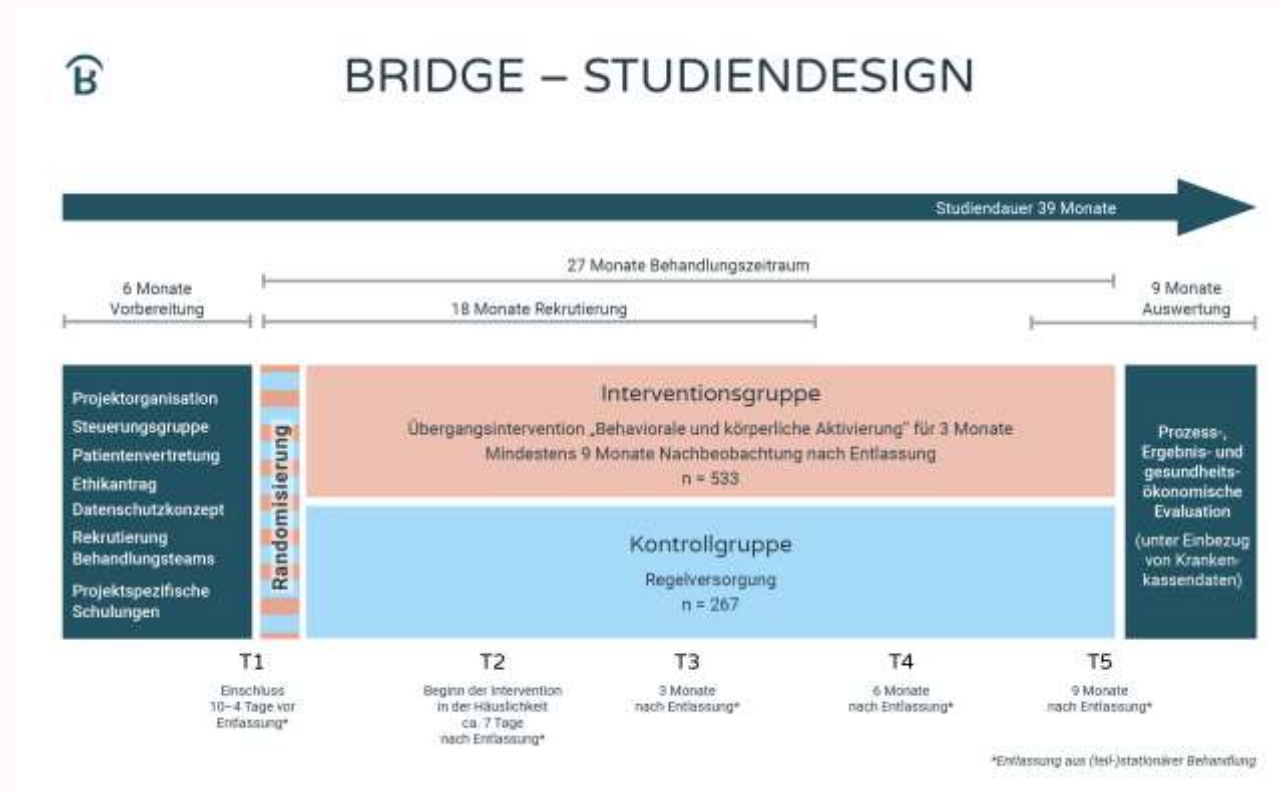 BRIDGE – STUDIENDESIGN
Studiendauer 39 Monate
27 Monate Behandlungszeitraum
6 Monate
Vorbereitung
18 Monate Rekrutierung
9 Monate
Auswertung
Projektorganisation
Steuerungsgruppe
Patientenvertretung
Ethikantrag
Datenschutzkonzept
Rekrutierung
Behandlungsteams
Projektspezifische
Schulungen
Randomisierung
Interventionsgruppe
Übergangsintervention „Behaviorale und körperliche Aktivierung" für 3 Monate
Mindestens 9 Monate Nachbeobachtung nach Entlassung
n = 533
Kontrollgruppe
Regelversorgung
n = 267
Prozess-,
Ergebnis- und
gesundheits-
ökonomische
Evaluation
(unter Einbezug
von Kranken-
kassendaten)
T1
Einschluss
10–4 Tage vor
Entlassung*
T2
Beginn der Intervention
in der Häuslichkeit
ca. 7 Tage
nach Entlassung*
T3
3 Monate
nach Entlassung*
T4
6 Monate
nach Entlassung*
T5
9 Monate
nach Entlassung*
*Entlassung aus (teil-)stationärer Behandlung